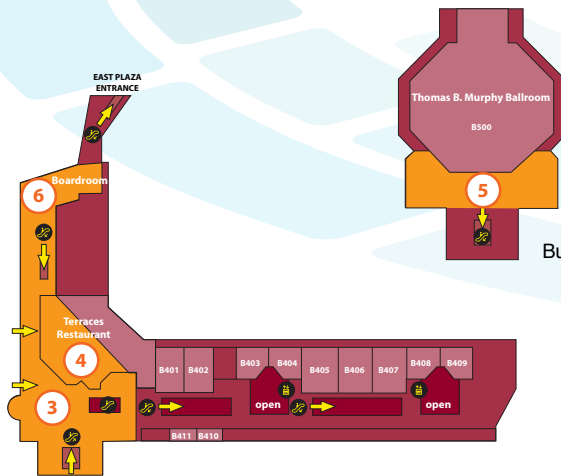 EAST PLAZA
ENTRANCE
Thomas B. Murphy Ballroom
B500
Boardroom
6
5
Bu
Terraces
Restaurant
4
B401 B402 B403 B404 B405 B406 B407 B408 B409
3
open
open
B411 B410